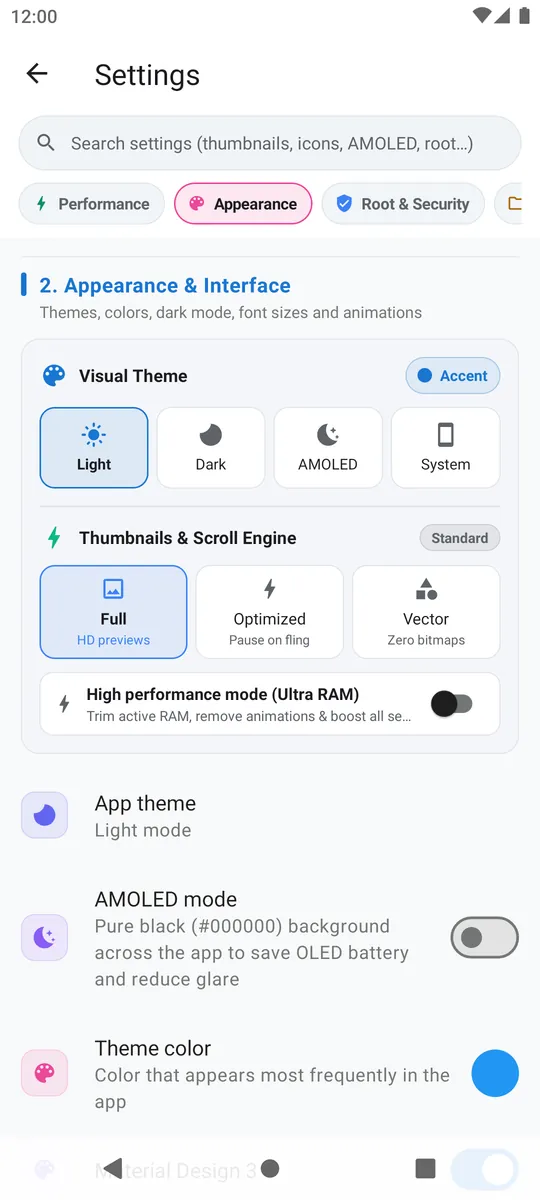 12:00
Settings
Search settings (thumbnails, icons, AMOLED, root…)
Performance
Appearance
Root & Security
2. Appearance & Interface
Themes, colors, dark mode, font sizes and animations
Visual Theme
Accent
Light
Dark
AMOLED
System
Thumbnails & Scroll Engine
Standard
Full
HD previews
Optimized
Pause on fling
Vector
Zero bitmaps
High performance mode (Ultra RAM)
Trim active RAM, remove animations & boost all se…
App theme
Light mode
AMOLED mode
Pure black (#000000) background
across the app to save OLED battery
and reduce glare
Theme color
Color that appears most frequently in the
app
Material Design 3